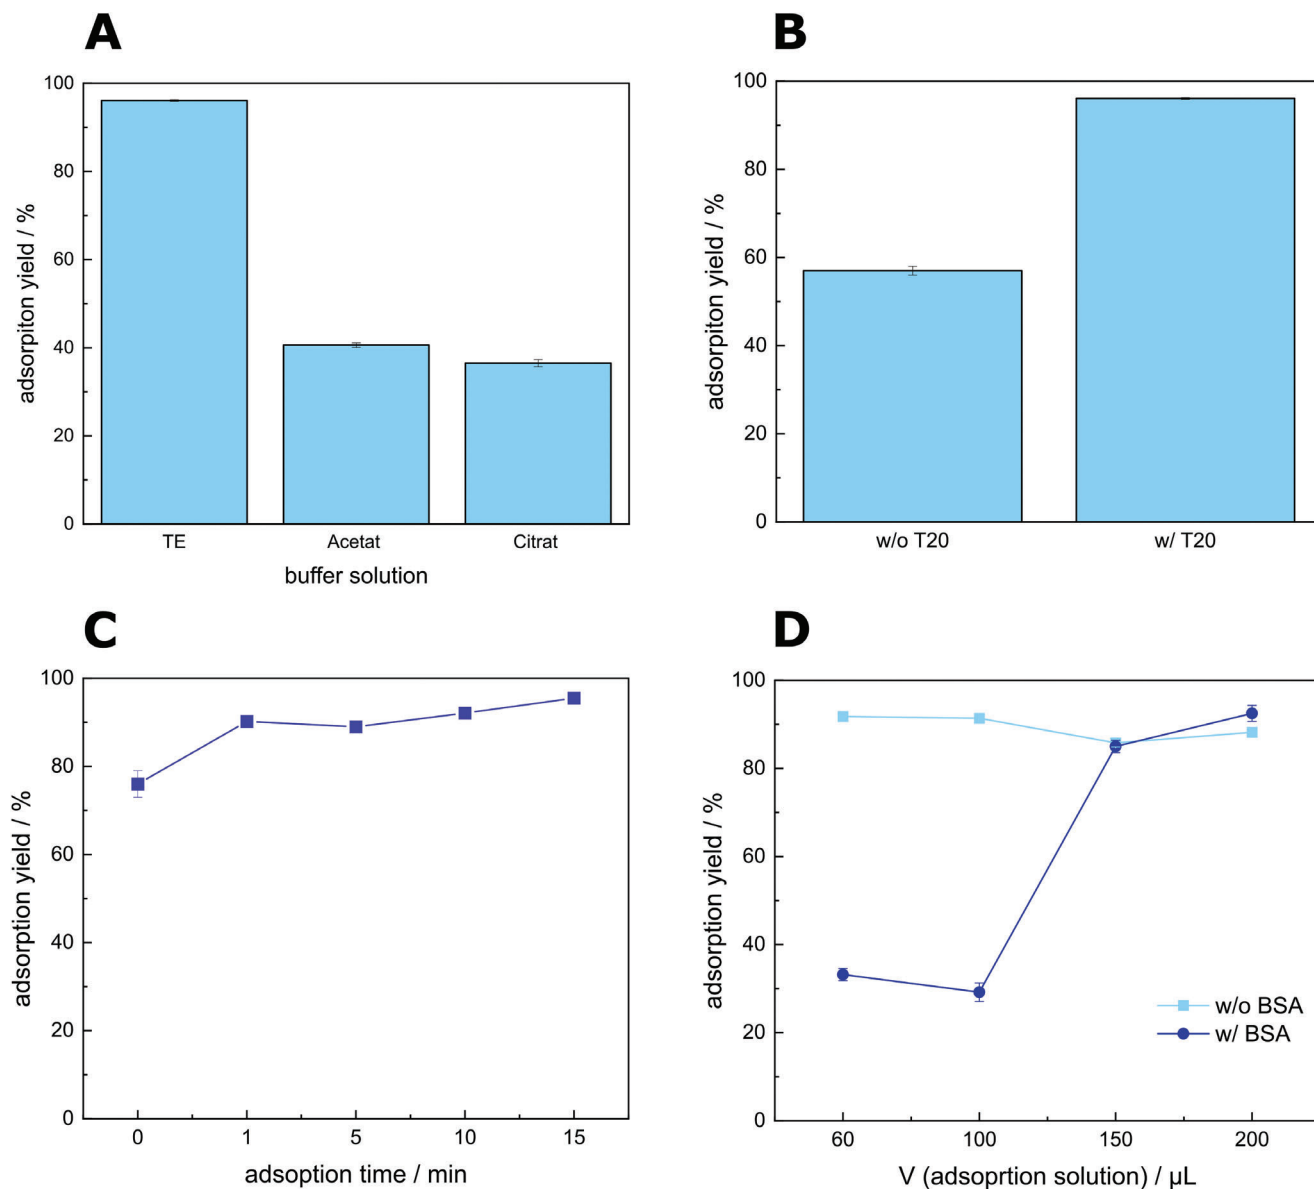 A
adsorpiton yield / %
100
80
60
40
20
0
TE
Acetat
Citrat
buffer solution
B
adsorpiton yield / %
100
80
60
40
20
0
w/o T20
w/ T20
C
adsorption yield / %
100
80
60
40
20
0
0
1
5
10
15
adsoption time / min
D
adsorption yield / %
100
80
60
40
20
0
60
100
150
200
w/o BSA
w/ BSA
V (adsoprtion solution) / µL